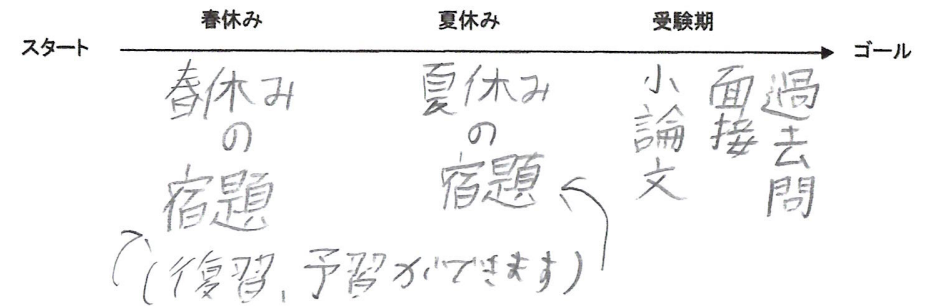 春休み 夏休み 受験期
スタート ゴール
春休みの宿題
夏休みの宿題
過去問
面接
小論文
(復習、予習ができます)